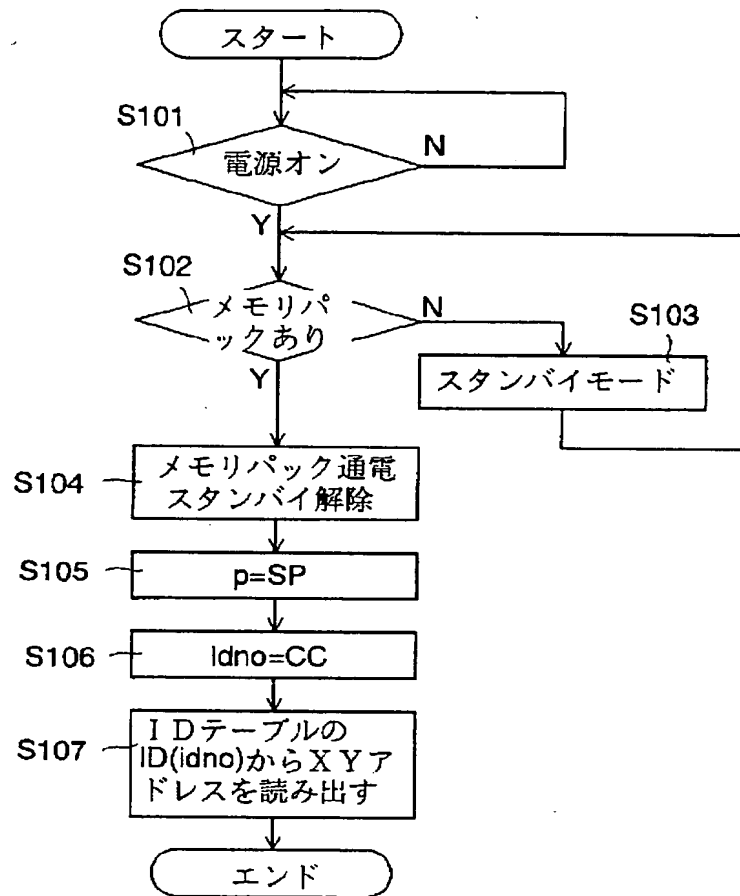 スタート
S101
電源オン
N
Y
S102
メモリパ
ックあり
N
Y
S103
スタンバイモード
S104
メモリパック通電
スタンバイ解除
S105
p=SP
S106
Idno=CC
S107
IDテーブルの
ID(idno)からXYア
ドレスを読み出す
エンド